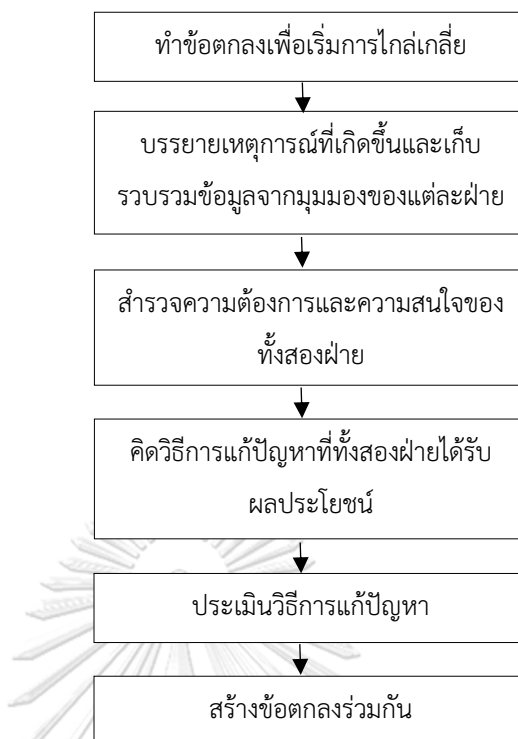 ทำข้อตกลงเพื่อเริ่มการไกล่เกลี่ย
บรรยายเหตุการณ์ที่เกิดขึ้นและเก็บ
รวบรวมข้อมูลจากมุมมองของแต่ละฝ่าย
สำรวจความต้องการและความสนใจของ
ทั้งสองฝ่าย
คิดวิธีการแก้ปัญหาที่ทั้งสองฝ่ายได้รับ
ผลประโยชน์
ประเมินวิธีการแก้ปัญหา
สร้างข้อตกลงร่วมกัน